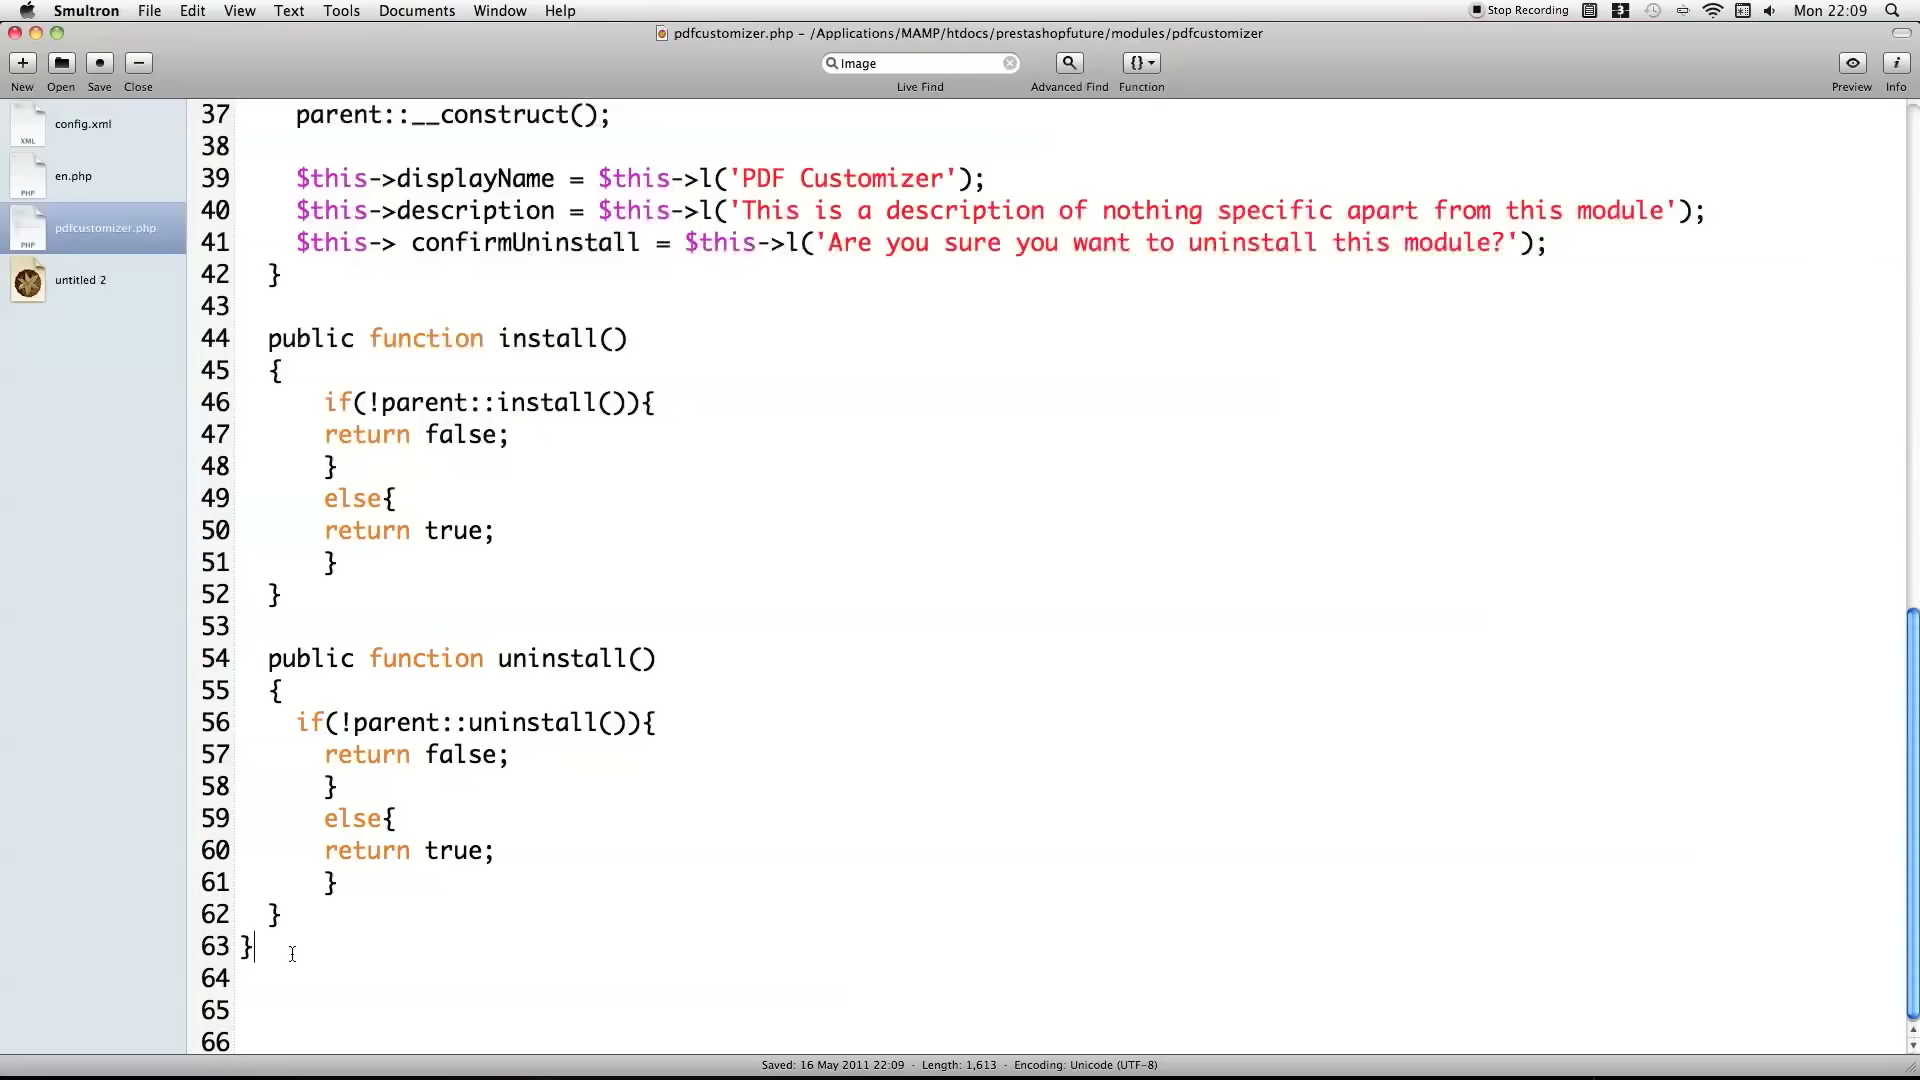 Smultron File Edit View Text Tools Documents Window Help Stop Recording 3 Mon 22:09
pdfcustomizer.php – /Applications/MAMP/htdocs/prestashopfuture/modules/pdfcustomizer
Image {}
New Open Save Close Live Find Advanced Find Function Preview Info
XML config.xml
PHP en.php
PHP pdfcustomizer.php
untitled 2
37 parent::__construct();
38
39 $this->displayName = $this->l('PDF Customizer');
40 $this->description = $this->l('This is a description of nothing specific apart from this module');
41 $this-> confirmUninstall = $this->l('Are you sure you want to uninstall this module?');
42 }
43
44 public function install()
45 {
46 if(!parent::install()){
47 return false;
48 }
49 else{
50 return true;
51 }
52 }
53
54 public function uninstall()
55 {
56 if(!parent::uninstall()){
57 return false;
58 }
59 else{
60 return true;
61 }
62 }
63 }
64
65
66
Saved: 16 May 2011 22:09 · Length: 1,613 · Encoding: Unicode (UTF-8)